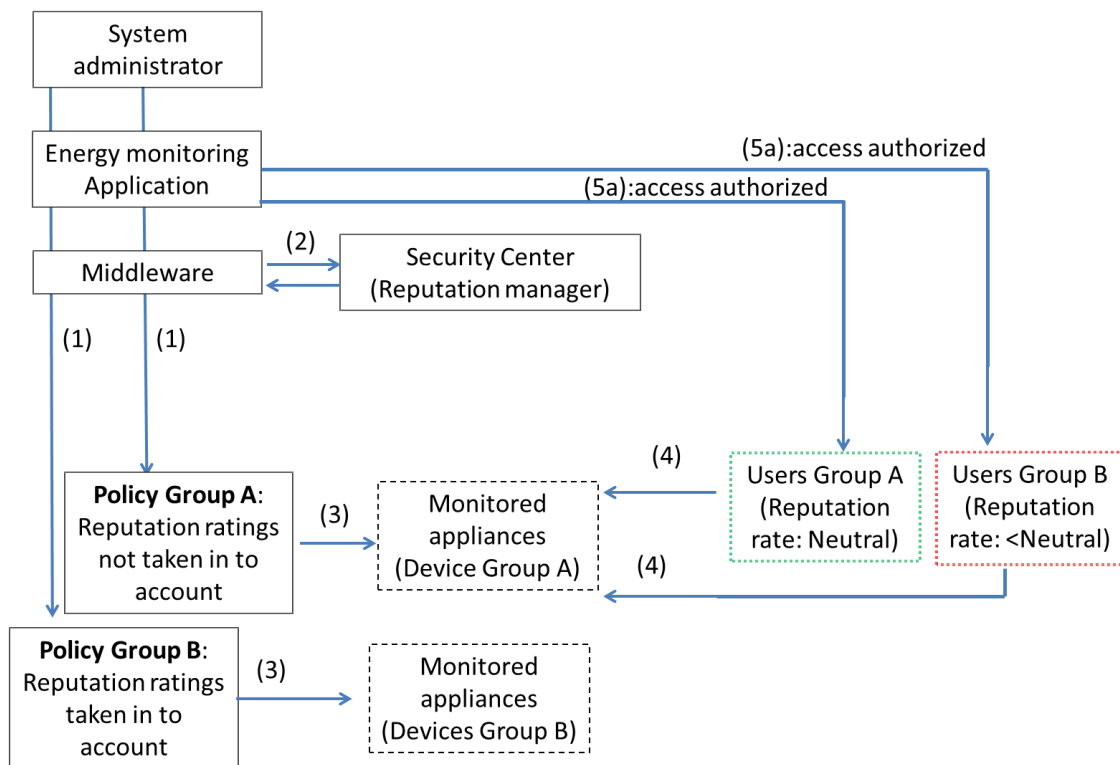 System
administrator
Energy monitoring
Application
(5a):access authorized
(5a):access authorized
Middleware
(2)
Security Center
(Reputation manager)
(1)
(1)
Policy Group A:
Reputation ratings
not taken in to
account
(3)
Monitored
appliances
(Device Group A)
(4)
(4)
Users Group A
(Reputation
rate: Neutral)
Users Group B
(Reputation
rate: <Neutral)
Policy Group B:
Reputation ratings
taken in to
account
(3)
Monitored
appliances
(Devices Group B)